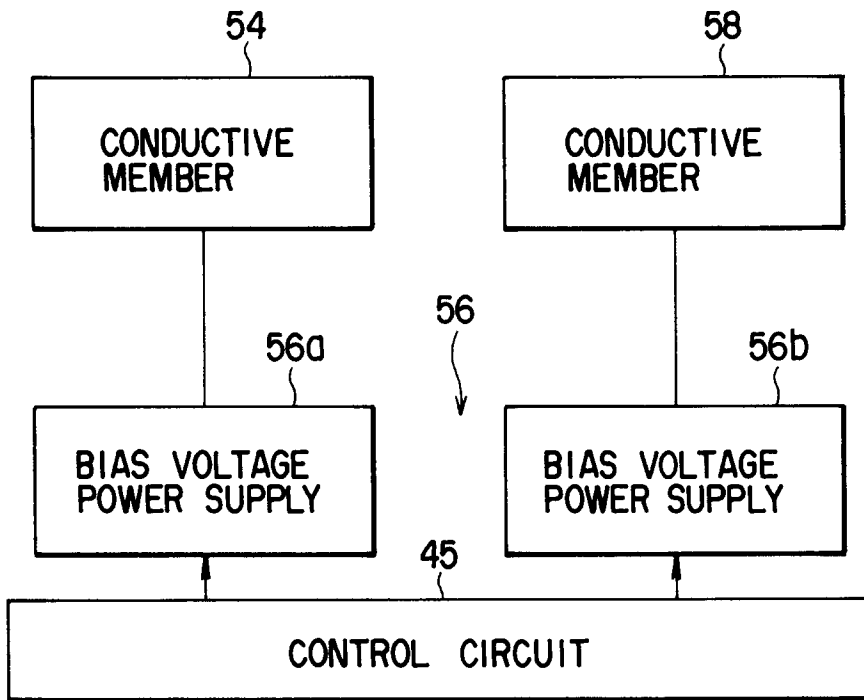 54
58
CONDUCTIVE
MEMBER
CONDUCTIVE
MEMBER
56
56a
56b
BIAS VOLTAGE
POWER SUPPLY
BIAS VOLTAGE
POWER SUPPLY
45
CONTROL CIRCUIT